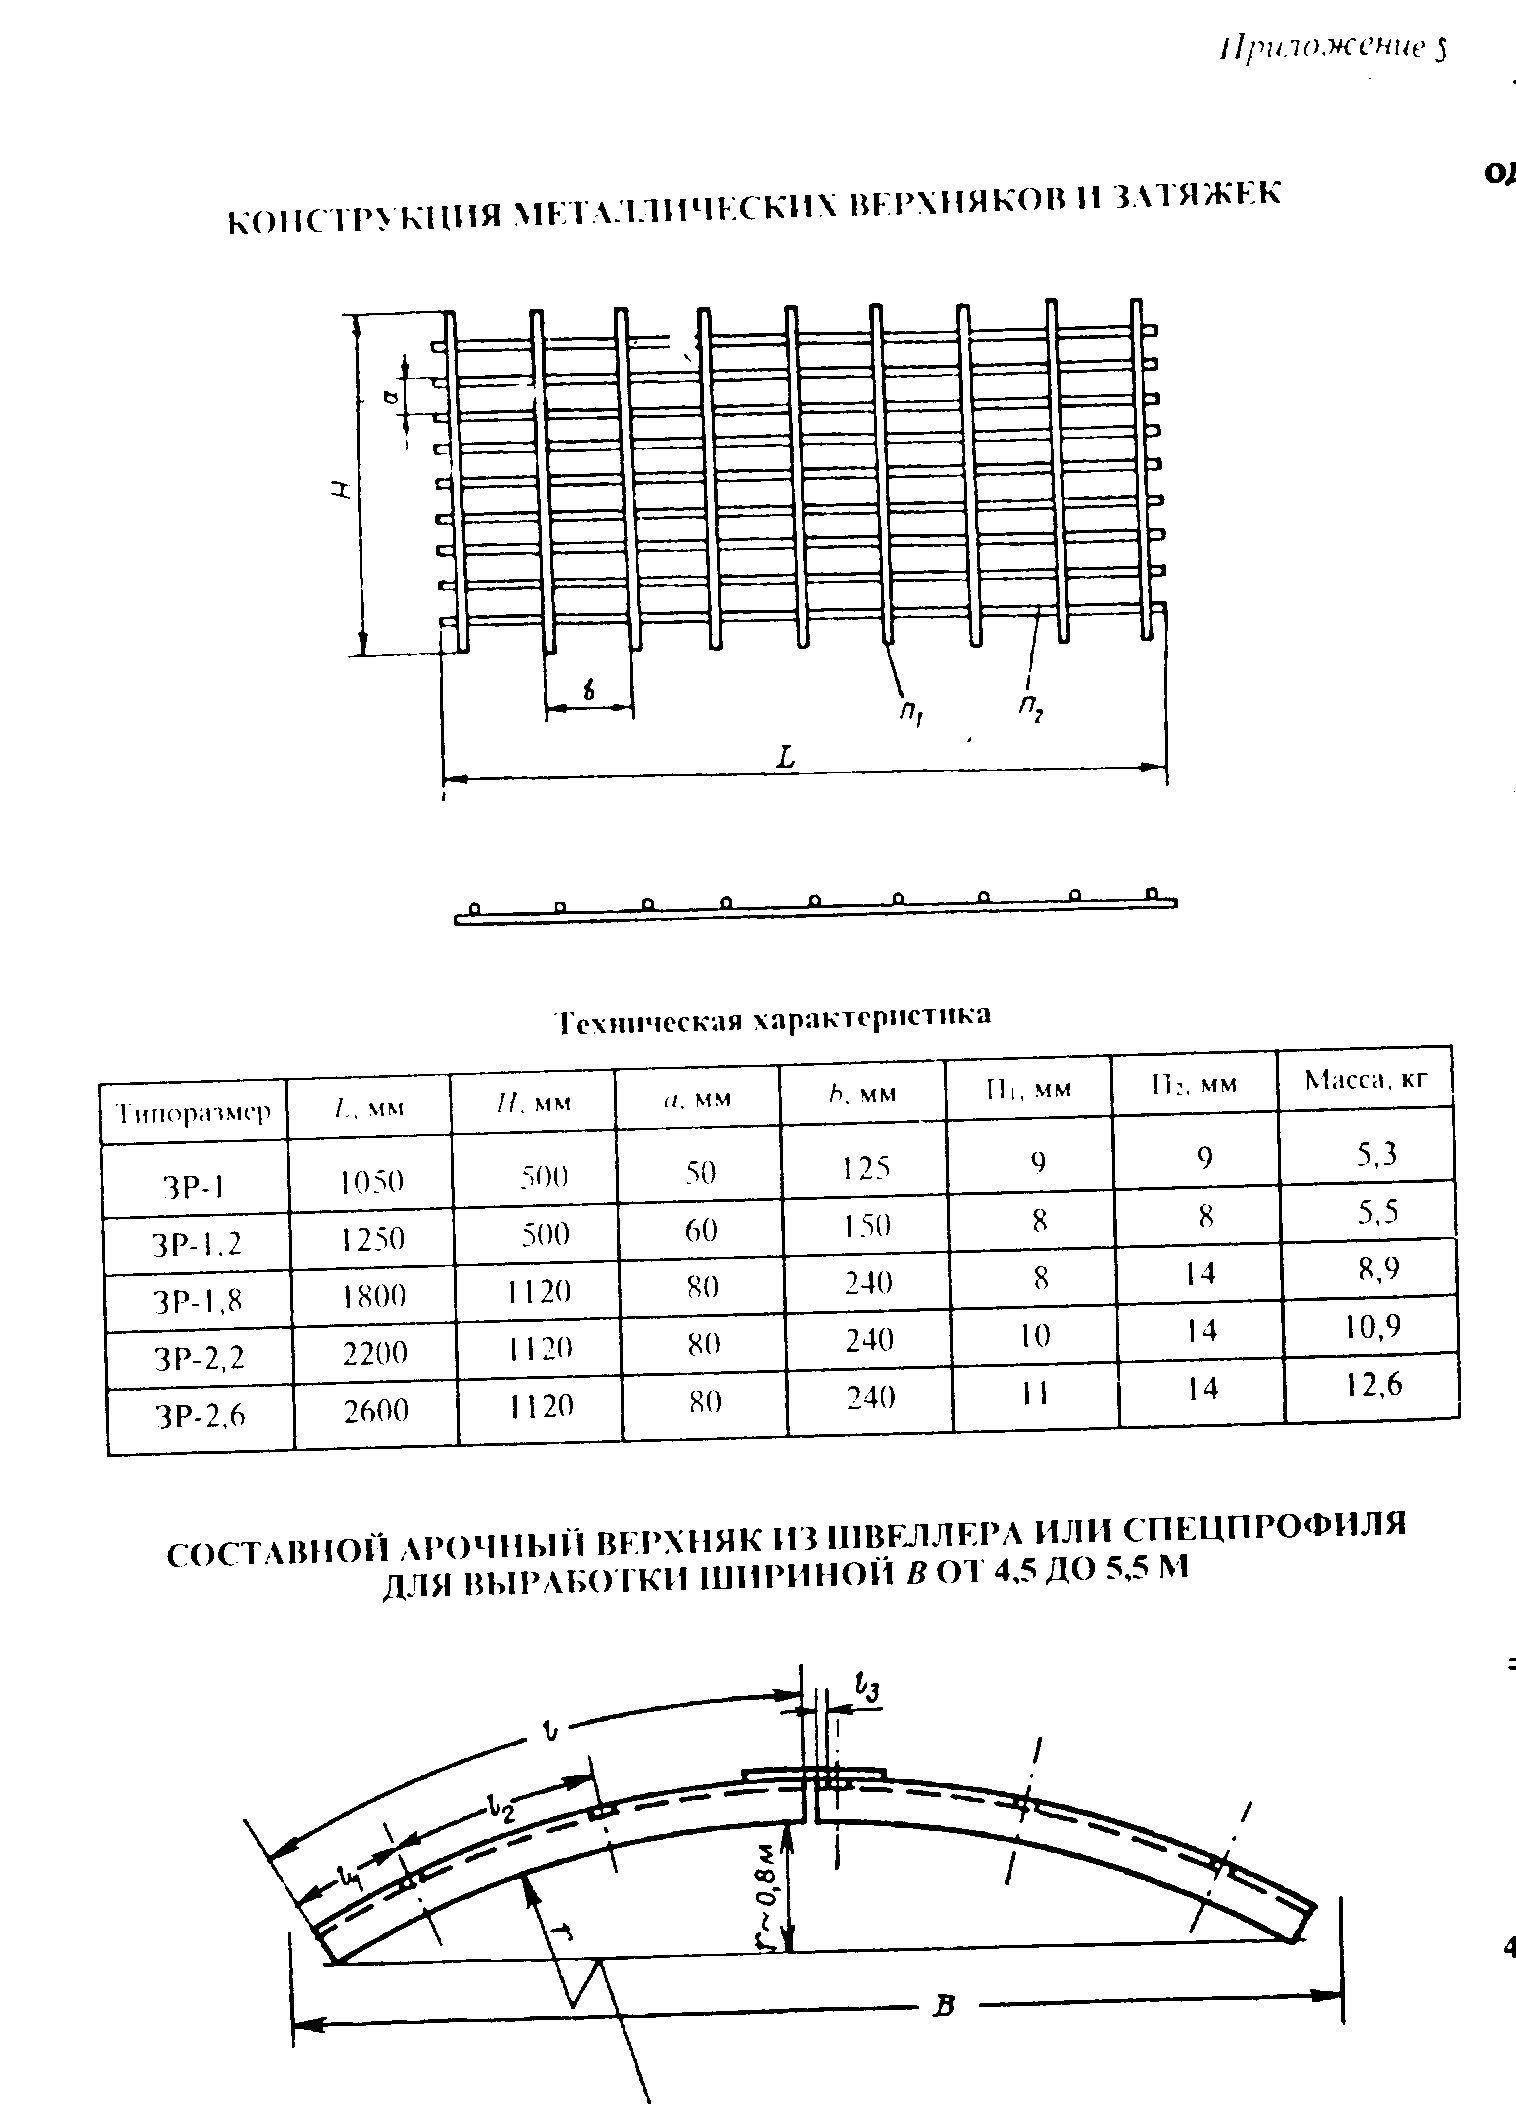 Приложение 5
КОНСТРУКЦИЯ МЕТАЛЛИЧЕСКИХ ВЕРХНЯКОВ И ЗАТЯЖЕК
H
a
в
п₁
п₂
L
Техническая характеристика
Типоразмер L, мм H, мм a, мм b, мм П₁, мм П₂, мм Масса, кг
ЗР-1 1050 500 50 125 9 9 5,3
ЗР-1,2 1250 500 60 150 8 8 5,5
ЗР-1,8 1800 1120 80 240 8 14 8,9
ЗР-2,2 2200 1120 80 240 10 14 10,9
ЗР-2,6 2600 1120 80 240 11 14 12,6
СОСТАВНОЙ АРОЧНЫЙ ВЕРХНЯК ИЗ ШВЕЛЛЕРА ИЛИ СПЕЦПРОФИЛЯ
ДЛЯ ВЫРАБОТКИ ШИРИНОЙ B ОТ 4,5 ДО 5,5 М
l
l₃
l₂
l₁
r
~0,8м
B